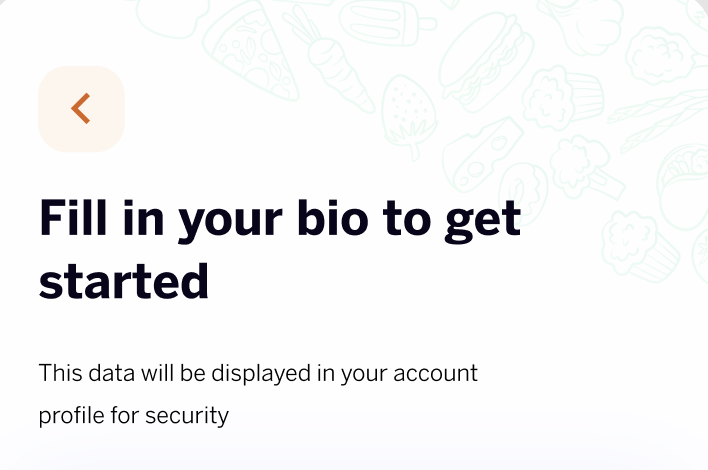 Fill in your bio to get
started
This data will be displayed in your account
profile for security